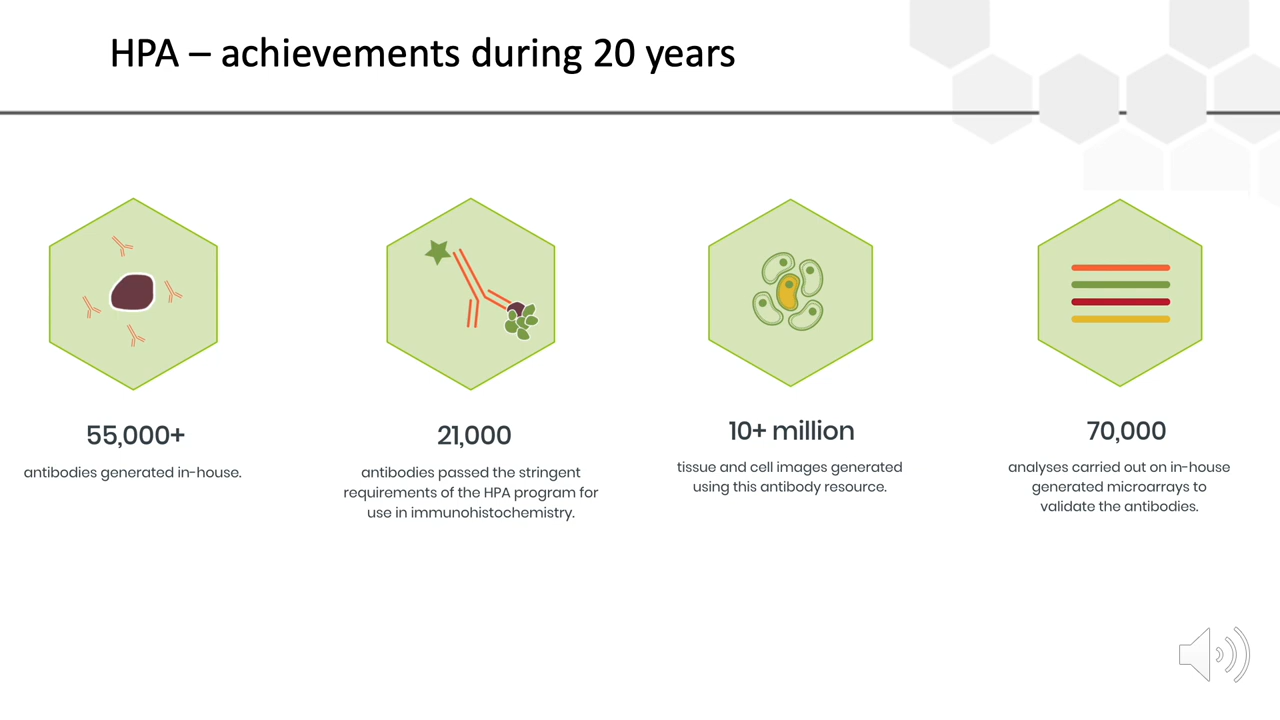 HPA – achievements during 20 years
55,000+
antibodies generated in-house.
21,000
antibodies passed the stringent
requirements of the HPA program for
use in immunohistochemistry.
10+ million
tissue and cell images generated
using this antibody resource.
70,000
analyses carried out on in-house
generated microarrays to
validate the antibodies.